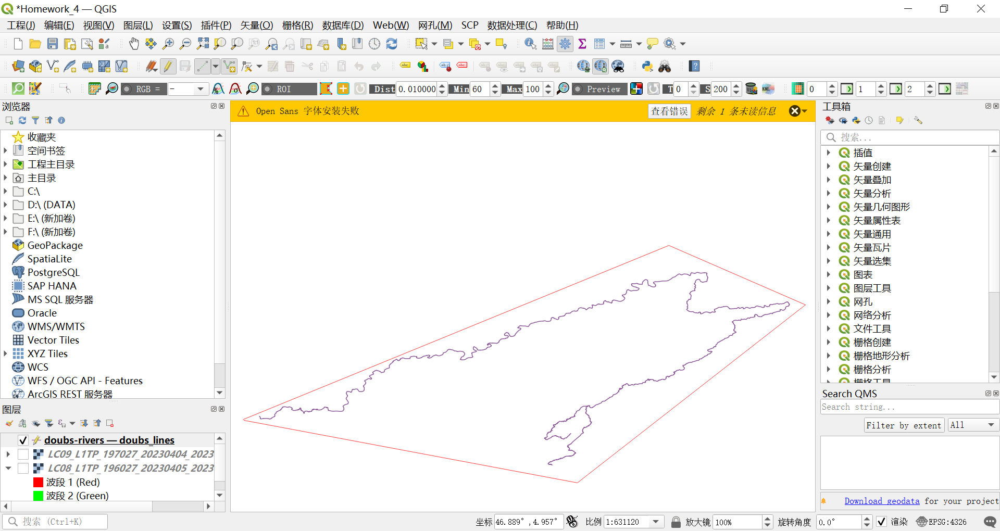 *Homework_4 — QGIS
工程(J) 编辑(E) 视图(V) 图层(L) 设置(S) 插件(P) 矢量(O) 栅格(R) 数据库(D) Web(W) 网孔(M) SCP 数据处理(C) 帮助(H)
RGB = - ROI Dist 0.010000 Min 60 Max 100 Preview T 0 S 200 KML 0 1 2
浏览器
收藏夹
空间书签
工程主目录
主目录
C:\
D:\ (DATA)
E:\ (新加卷)
F:\ (新加卷)
GeoPackage
SpatiaLite
PostgreSQL
SAP HANA
MS SQL 服务器
Oracle
WMS/WMTS
Vector Tiles
XYZ Tiles
WCS
WFS / OGC API - Features
ArcGIS REST 服务器
图层
doubs-rivers — doubs_lines
LC09_L1TP_197027_20230404_2023
LC08_L1TP_196027_20230405_2023
波段 1 (Red)
波段 2 (Green)
搜索 (Ctrl+K)
Open Sans 字体安装失败 查看错误 剩余 1 条未读信息
工具箱
搜索...
插值
矢量创建
矢量叠加
矢量分析
矢量几何图形
矢量属性表
矢量通用
矢量瓦片
矢量选集
图表
图层工具
网孔
网络分析
文件工具
栅格创建
栅格地形分析
栅格分析
栅格工具
Search QMS
Search string...
Filter by extent All
Download geodata for your project
坐标 46.889°,4.957° 比例 1:631120 放大镜 100% 旋转角度 0.0° 渲染 EPSG:4326